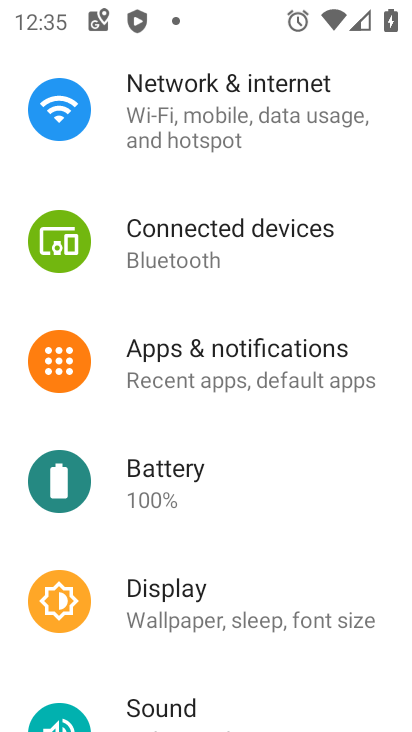 12:35
Network & internet
Wi-Fi, mobile, data usage,
and hotspot
Connected devices
Bluetooth
Apps & notifications
Recent apps, default apps
Battery
100%
Display
Wallpaper, sleep, font size
Sound